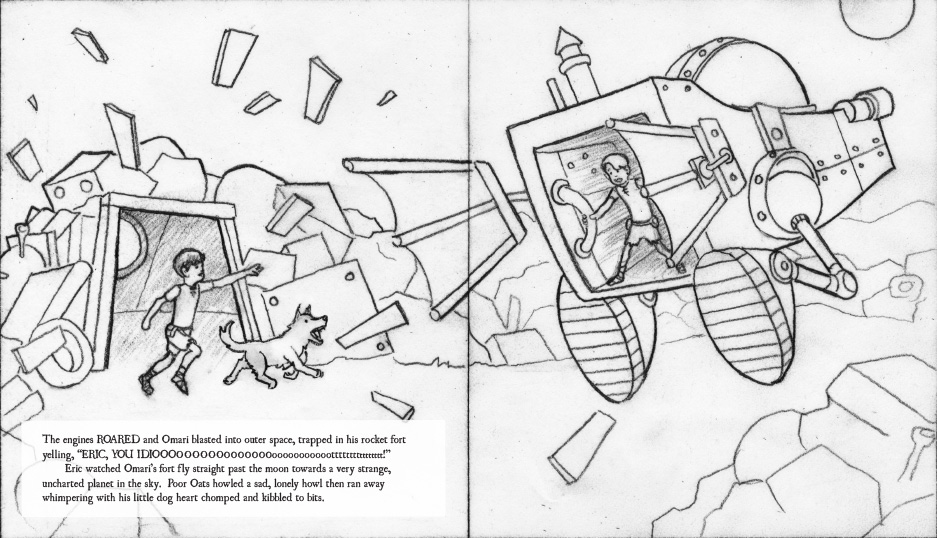 The engines ROARED and Omari blasted into outer space, trapped in his rocket fort
yelling, “ERIC, YOU IDIOOOOOOOOOOOOOOOOOoooooooooootttttttttttttttt!”
Eric watched Omari’s fort fly straight past the moon towards a very strange,
uncharted planet in the sky. Poor Oats howled a sad, lonely howl then ran away
whimpering with his little dog heart chomped and kibbled to bits.